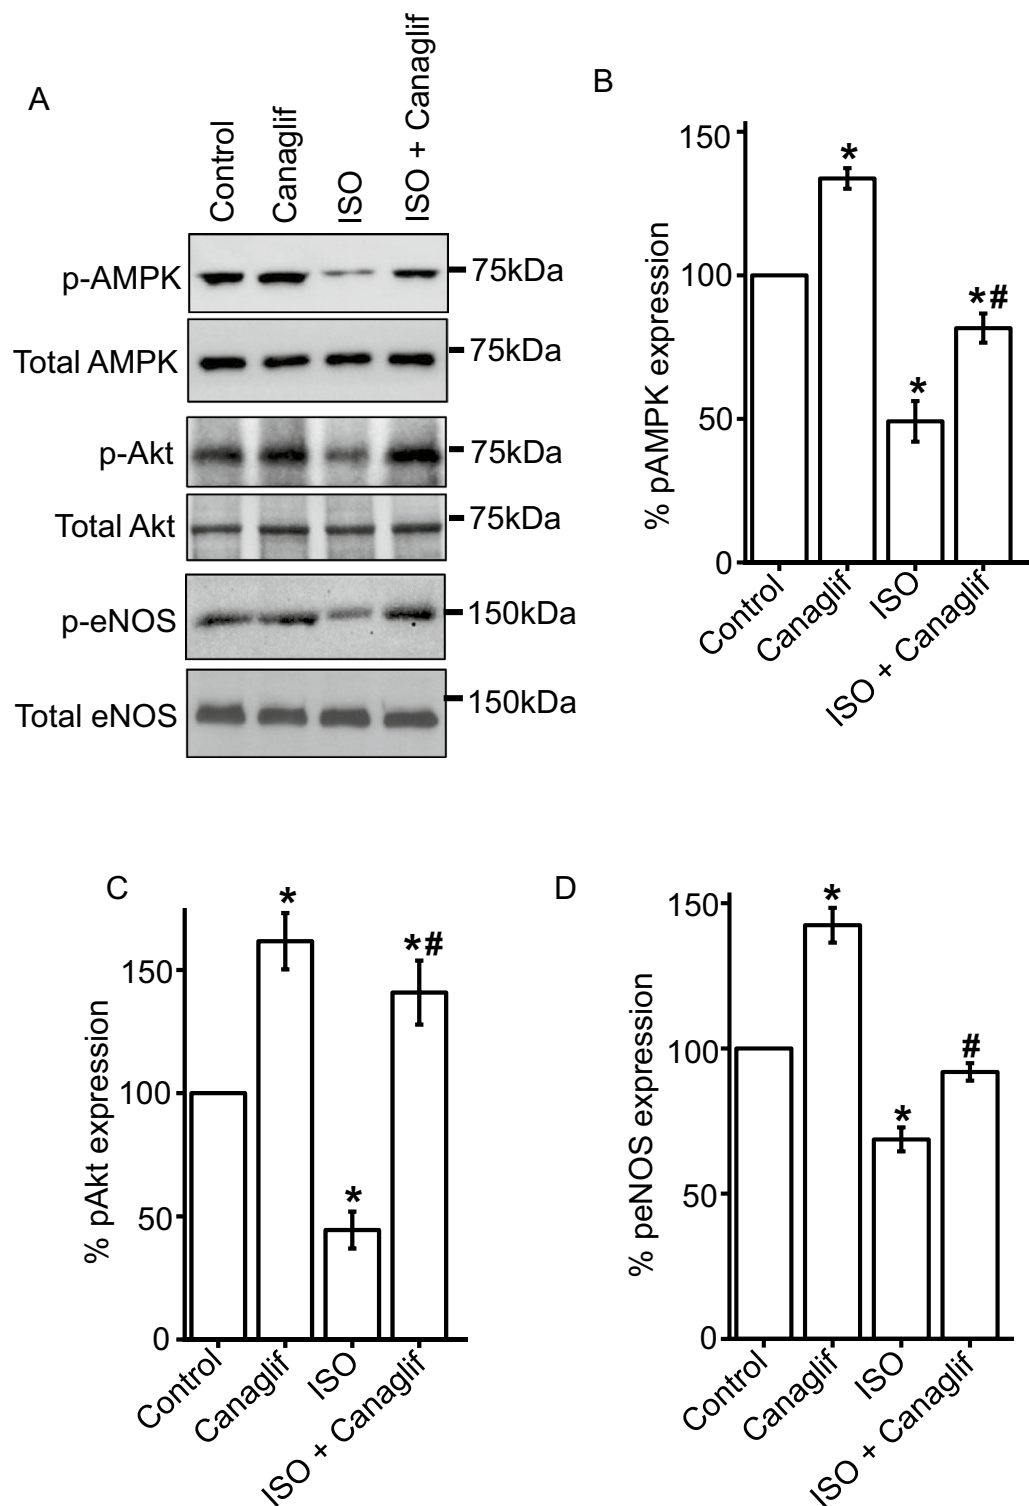 A
Control
Canaglif
ISO
ISO + Canaglif
p-AMPK
75kDa
Total AMPK
75kDa
p-Akt
75kDa
Total Akt
75kDa
p-eNOS
150kDa
Total eNOS
150kDa
B
% pAMPK expression
150
100
50
0
*
*
*#
Control
Canaglif
ISO
ISO + Canaglif
C
% pAkt expression
150
100
50
0
*
*
*#
Control
Canaglif
ISO
ISO + Canaglif
D
% peNOS expression
150
100
50
0
*
*
#
Control
Canaglif
ISO
ISO + Canaglif